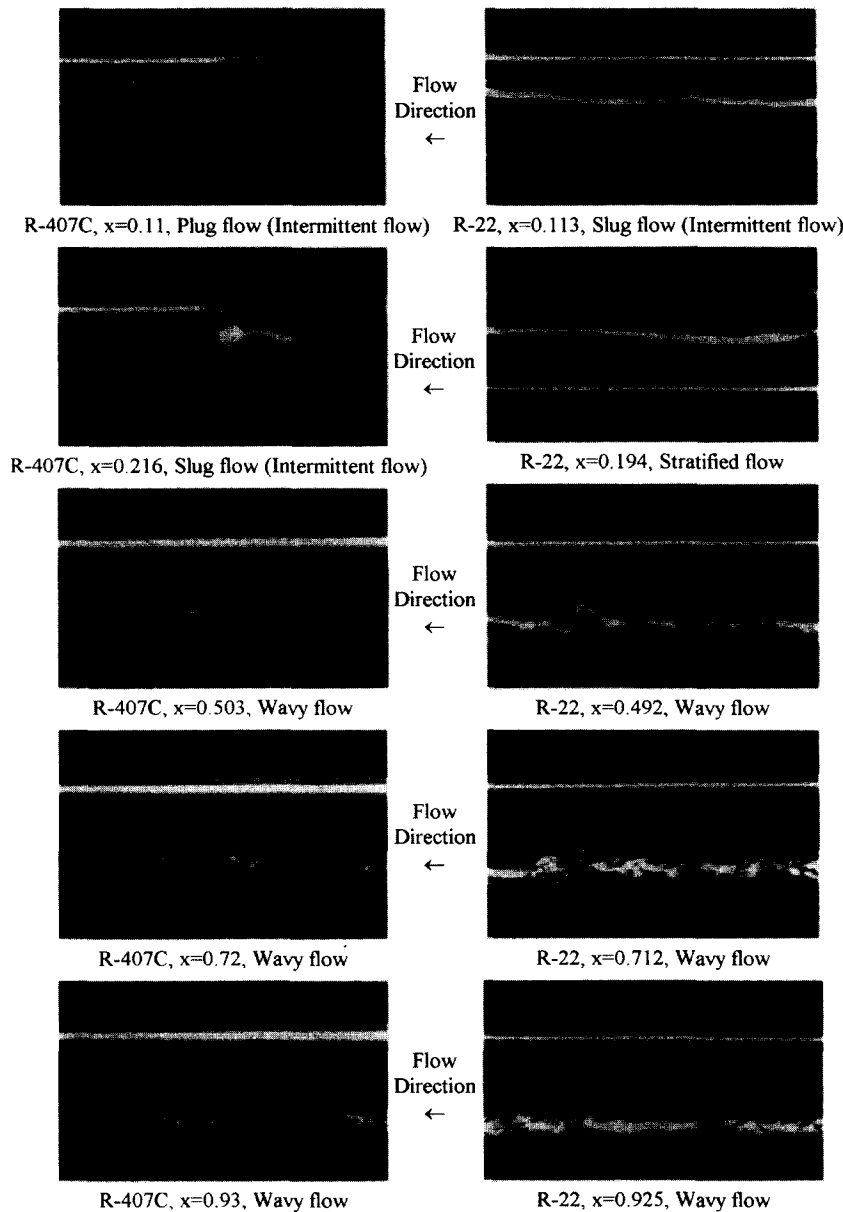 Flow
Direction
←
R-407C, x=0.11, Plug flow (Intermittent flow)
R-22, x=0.113, Slug flow (Intermittent flow)
Flow
Direction
←
R-407C, x=0.216, Slug flow (Intermittent flow)
R-22, x=0.194, Stratified flow
Flow
Direction
←
R-407C, x=0.503, Wavy flow
R-22, x=0.492, Wavy flow
Flow
Direction
←
R-407C, x=0.72, Wavy flow
R-22, x=0.712, Wavy flow
Flow
Direction
←
R-407C, x=0.93, Wavy flow
R-22, x=0.925, Wavy flow